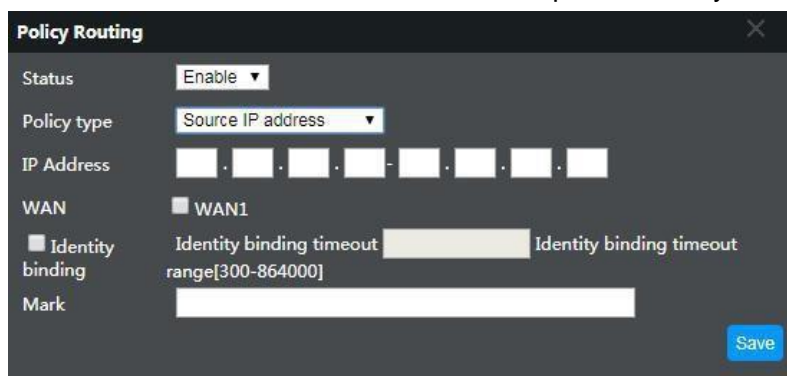 Policy Routing
Status Enable
Policy type Source IP address
IP Address . . . - . . .
WAN WAN1
Identity binding Identity binding timeout Identity binding timeout
range[300-864000]
Mark
Save